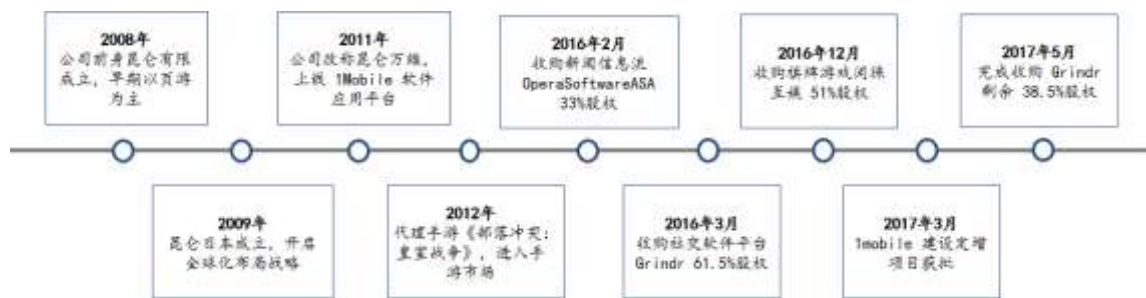 2008年
公司前身昆仑有限
成立，早期以页游
为主
2011年
公司改称昆仑万维，
上线 1Mobile 软件
应用平台
2016年2月
收购新闻信息流
OperaSoftwareASA
33%股权
2016年12月
收购棋牌游戏闲徕
至徕 51%股权
2017年5月
完成收购 Grindr
剩余 38.5%股权
2009年
昆仑日本成立，开启
全球化布局战略
2012年
代理手游《部落冲突：
皇室战争》，进入手
游市场
2016年3月
收购社交软件平台
Grindr 61.5%股权
2017年3月
1mobile 建设定增
项目获批